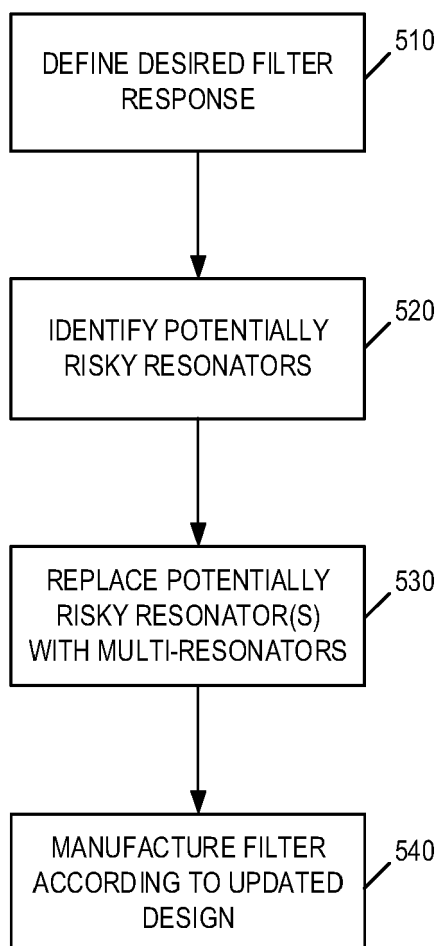 DEFINE DESIRED FILTER
RESPONSE
510
IDENTIFY POTENTIALLY
RISKY RESONATORS
520
REPLACE POTENTIALLY
RISKY RESONATOR(S)
WITH MULTI-RESONATORS
530
MANUFACTURE FILTER
ACCORDING TO UPDATED
DESIGN
540